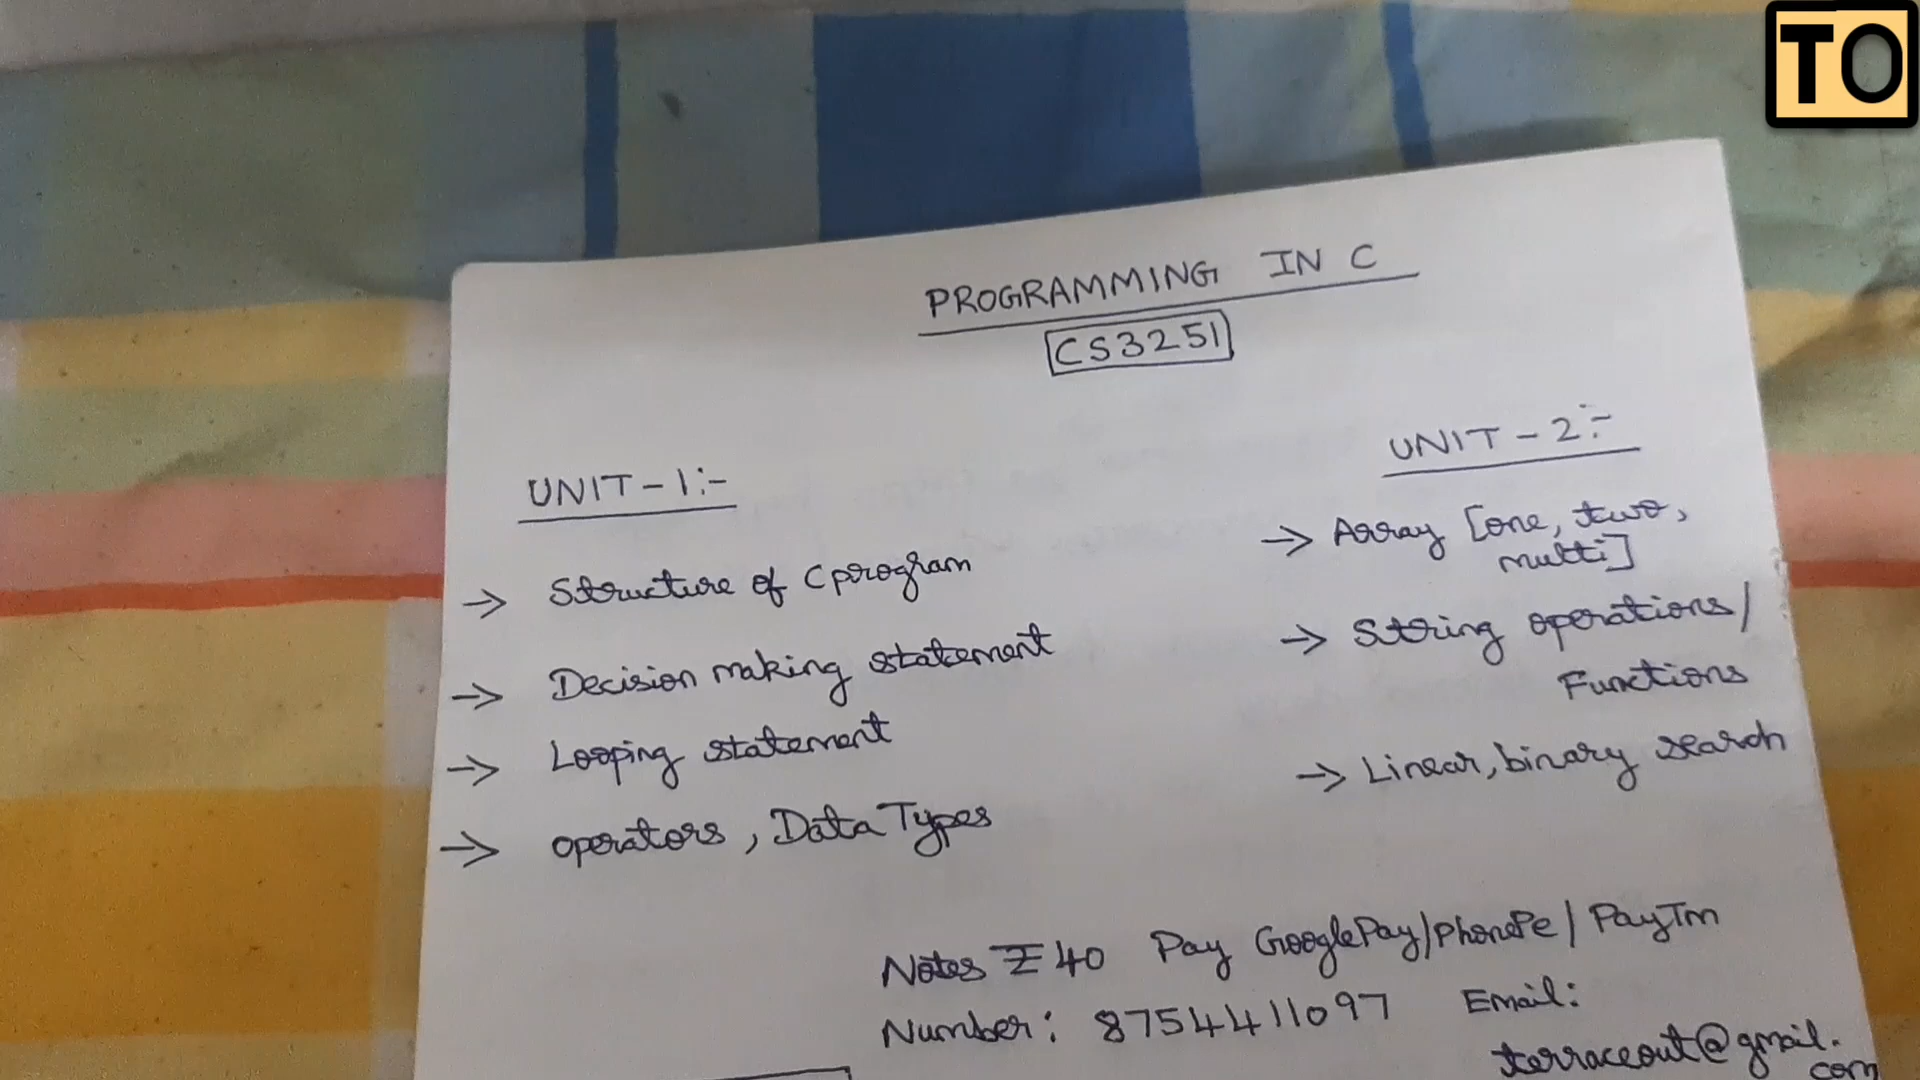 TO
PROGRAMMING IN C
CS3251
UNIT-1:-
→ Structure of C program
→ Decision making statement
→ Looping statement
→ operators, Data Types
UNIT-2:-
→ Array [one, two,
multi]
→ String operations/
Functions
→ Linear, binary search
Notes ₹40 Pay GooglePay/PhonePe/PayTm
Number: 8754411097 Email:
terraceout@gmail.
com